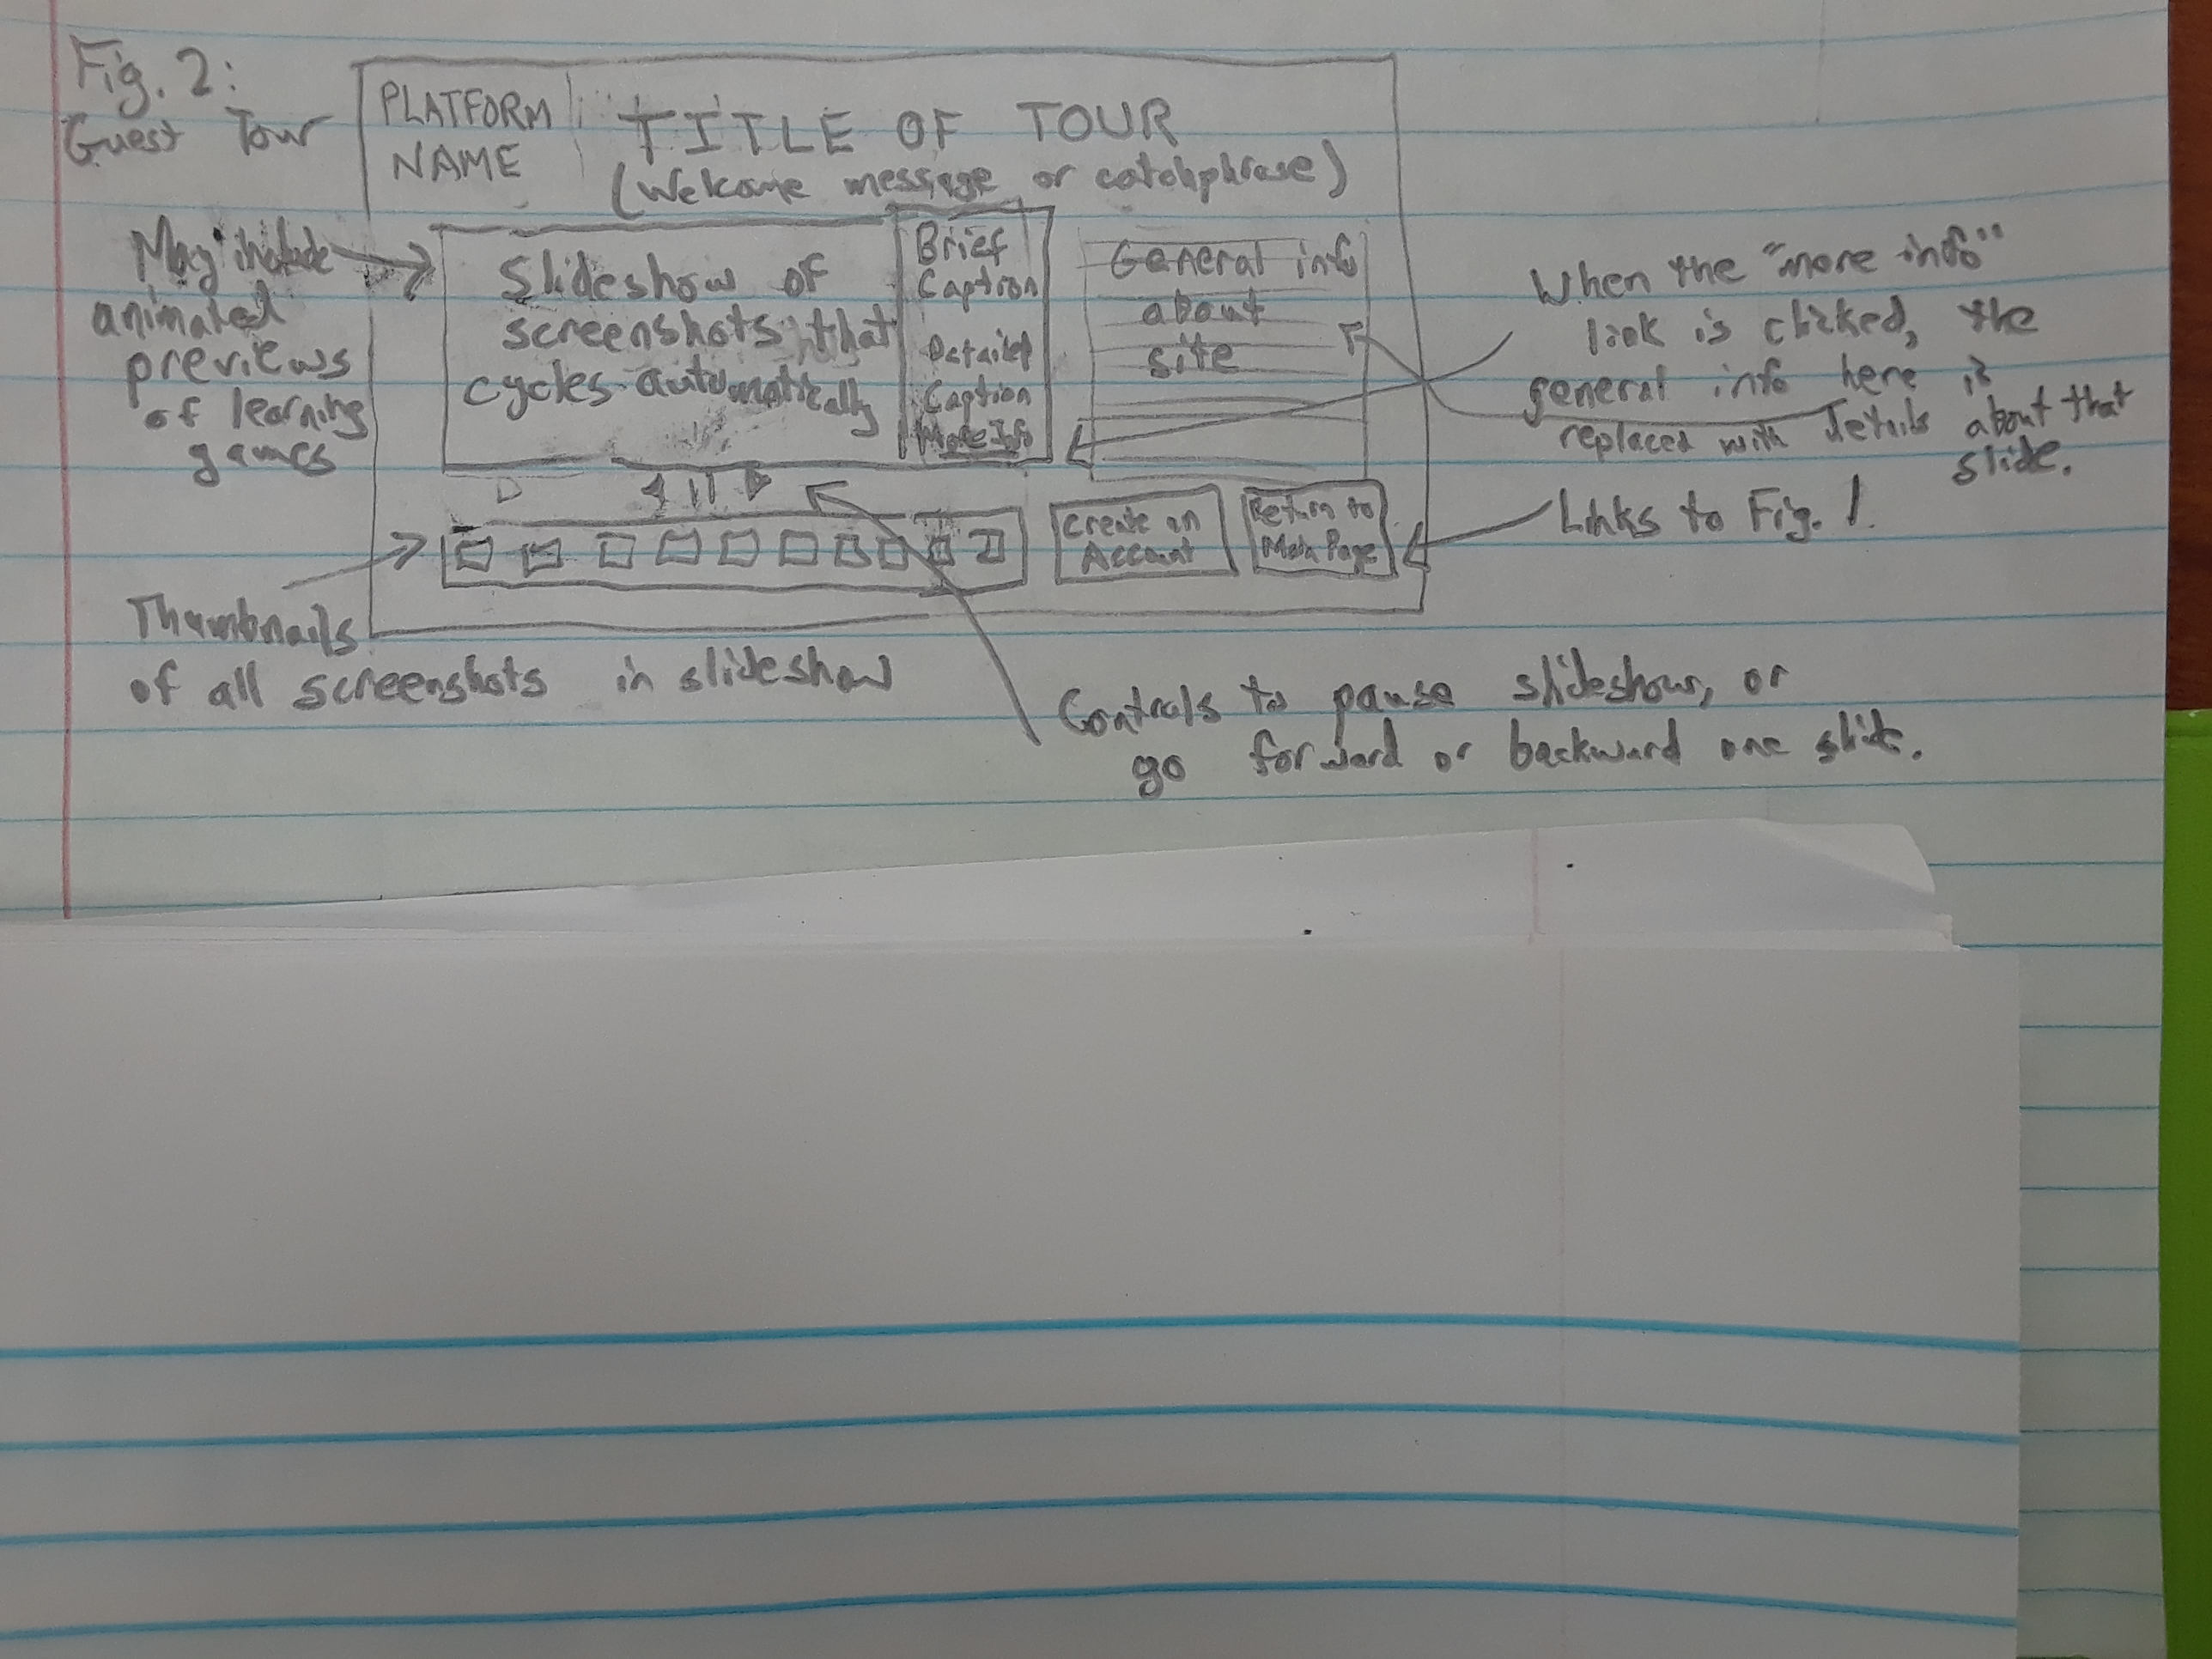 Fig. 2:
Guest Tour
PLATFORM
NAME
TITLE OF TOUR
(Welcome message or catchphrase)
May include
animated
previews
of learning
games
Slideshow of
screenshots that
cycles automatically
Brief
Caption
Detailed
Caption
More Info
General info
about
site
When the "more info"
link is clicked, the
general info here is
replaced with details about that
slide.
Create an
Account
Return to
Main Page
Links to Fig. 1
Thumbnails
of all screenshots in slideshow
Controls to pause slideshow, or
go forward or backward one slide.